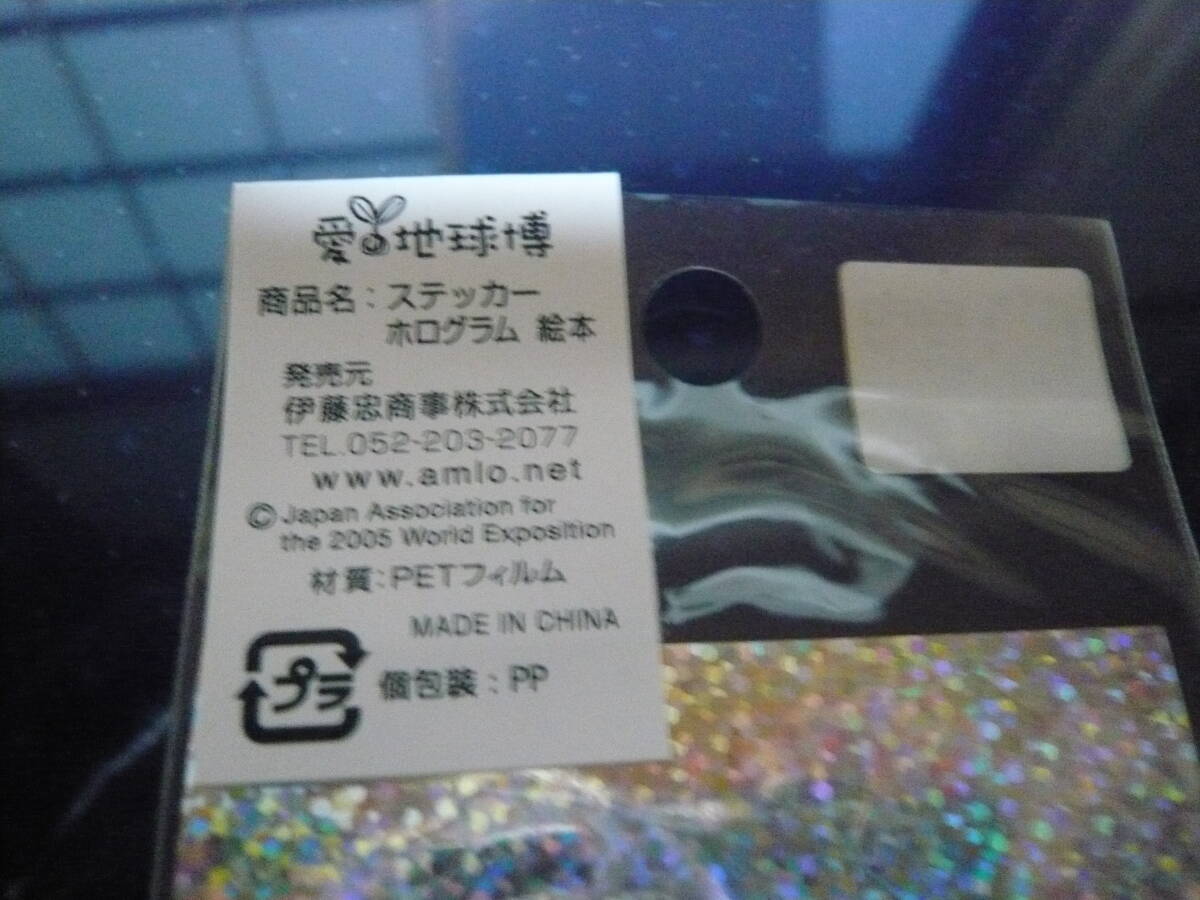 愛・地球博
商品名：ステッカー
ホログラム 絵本
発売元
伊藤忠商事株式会社
TEL.052-203-2077
www.amlo.net
©Japan Association for
the 2005 World Exposition
材質：PETフィルム
MADE IN CHINA
プラ 個包装：PP